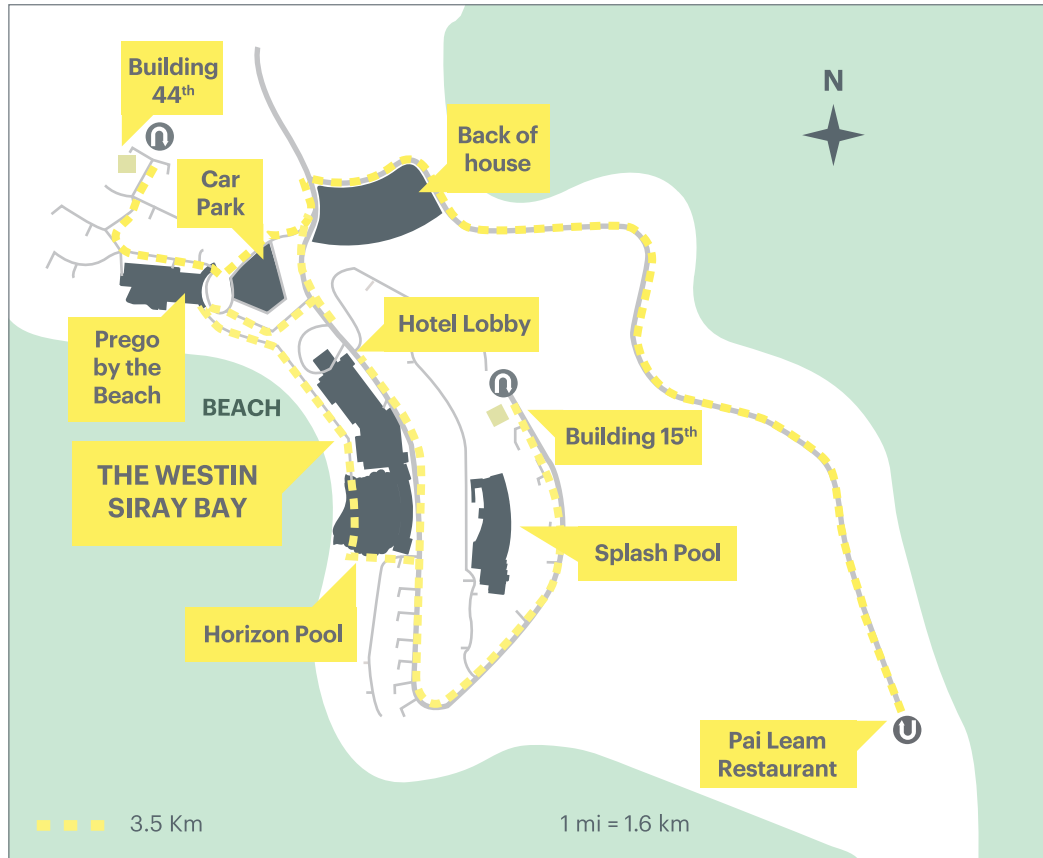 Building
44th
N
Back of
house
Car
Park
Hotel Lobby
Prego
by the
Beach
BEACH
Building 15th
THE WESTIN
SIRAY BAY
Splash Pool
Horizon Pool
Pai Leam
Restaurant
3.5 Km
1 mi = 1.6 km